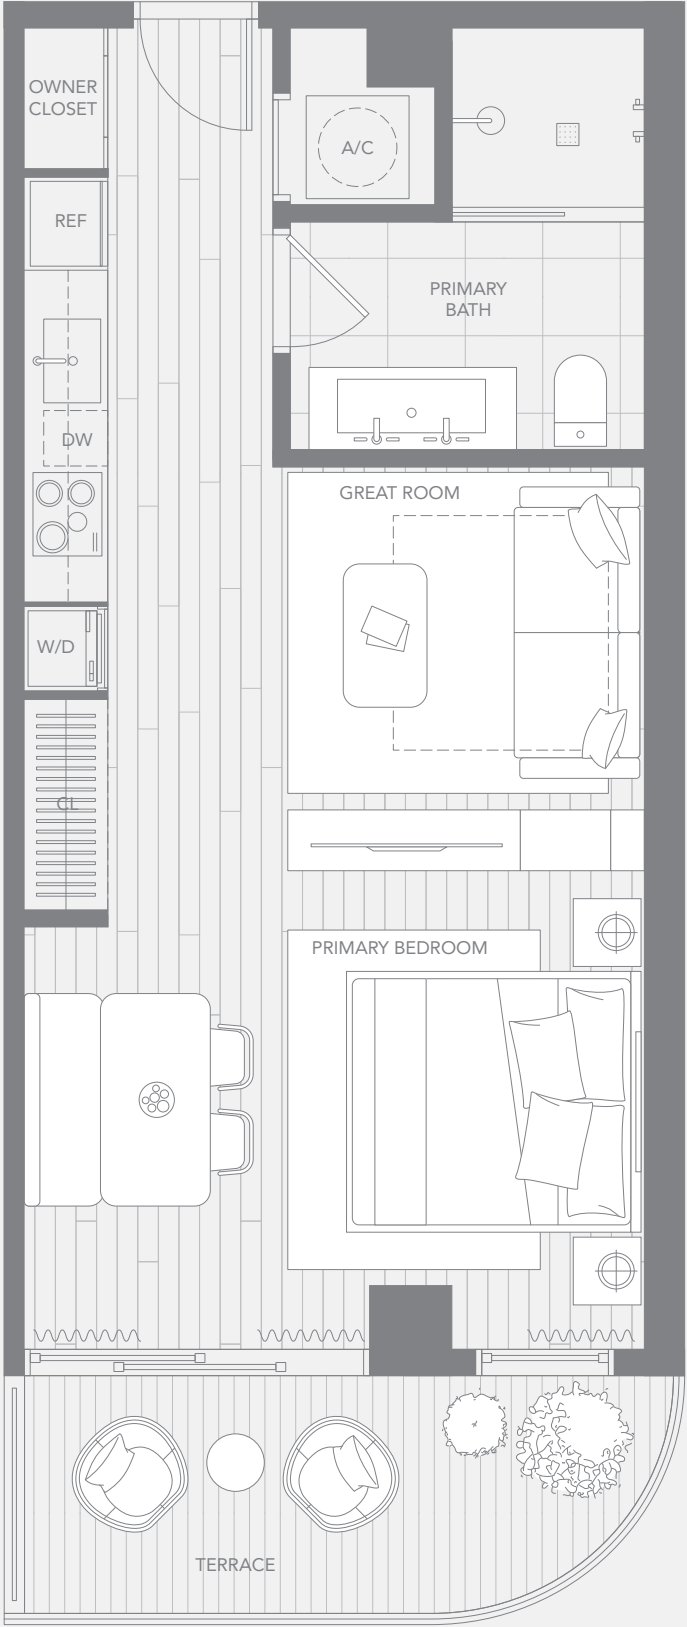 OWNER
CLOSET
A/C
REF
PRIMARY
BATH
DW
GREAT ROOM
W/D
CL
PRIMARY BEDROOM
TERRACE